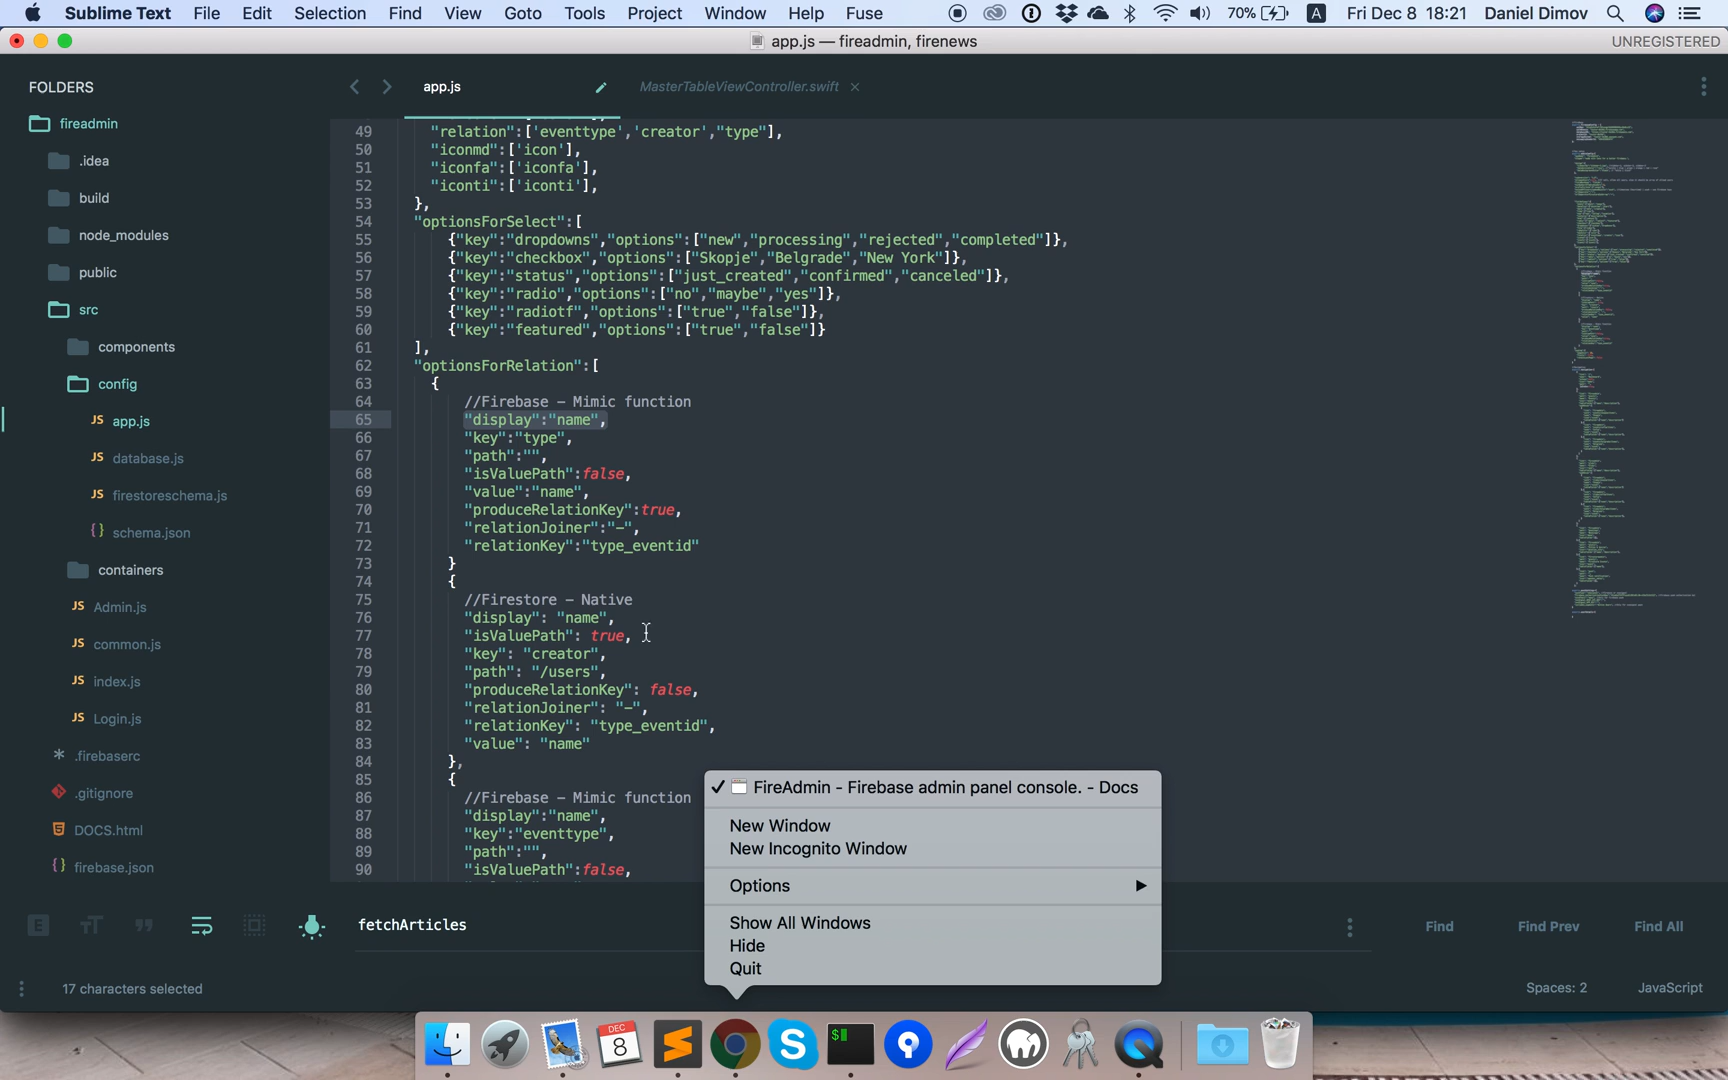 Sublime Text File Edit Selection Find View Goto Tools Project Window Help Fuse 70% A Fri Dec 8 18:21 Daniel Dimov
app.js — fireadmin, firenews
UNREGISTERED
FOLDERS
fireadmin
.idea
build
node_modules
public
src
components
config
JS app.js
JS database.js
JS firestoreschema.js
{} schema.json
containers
JS Admin.js
JS common.js
JS index.js
JS Login.js
* .firebaserc
.gitignore
DOCS.html
{} firebase.json
app.js
MasterTableViewController.swift
49 "relation":['eventtype','creator',"type"],
50 "iconmd":['icon'],
51 "iconfa":['iconfa'],
52 "iconti":['iconti'],
53 },
54 "optionsForSelect":[
55 {"key":"dropdowns","options":["new","processing","rejected","completed"]},
56 {"key":"checkbox","options":["Skopje","Belgrade","New York"]},
57 {"key":"status","options":["just_created","confirmed","canceled"]},
58 {"key":"radio","options":["no","maybe","yes"]},
59 {"key":"radiotf","options":["true","false"]},
60 {"key":"featured","options":["true","false"]}
61 ],
62 "optionsForRelation":[
63 {
64 //Firebase - Mimic function
65 "display":"name",
66 "key":"type",
67 "path":"",
68 "isValuePath":false,
69 "value":"name",
70 "produceRelationKey":true,
71 "relationJoiner":"-",
72 "relationKey":"type_eventid"
73 }
74 {
75 //Firestore - Native
76 "display": "name",
77 "isValuePath": true,
78 "key": "creator",
79 "path": "/users",
80 "produceRelationKey": false,
81 "relationJoiner": "-",
82 "relationKey": "type_eventid",
83 "value": "name"
84 },
85 {
86 //Firebase - Mimic function
87 "display":"name",
88 "key":"eventtype",
89 "path":"",
90 "isValuePath":false,
FireAdmin - Firebase admin panel console. - Docs
New Window
New Incognito Window
Options
Show All Windows
Hide
Quit
fetchArticles
Find
Find Prev
Find All
17 characters selected
Spaces: 2
JavaScript
DEC
8
S
$